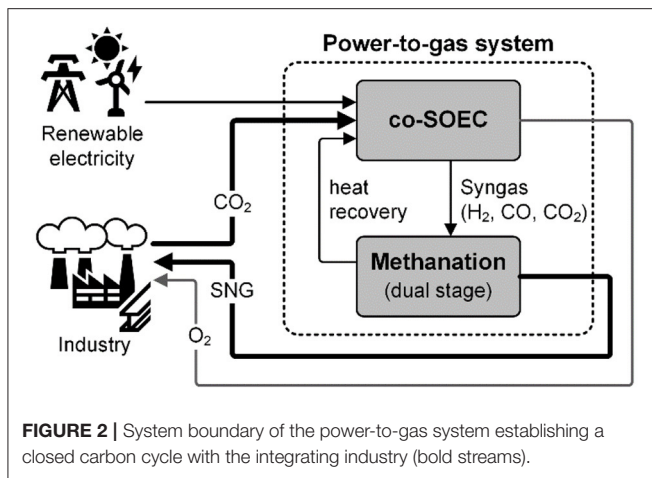 Power-to-gas system
co-SOEC
Renewable
electricity
CO₂
heat
recovery
Syngas
(H₂, CO, CO₂)
Methanation
(dual stage)
SNG
Industry
O₂
FIGURE 2 | System boundary of the power-to-gas system establishing a
closed carbon cycle with the integrating industry (bold streams).